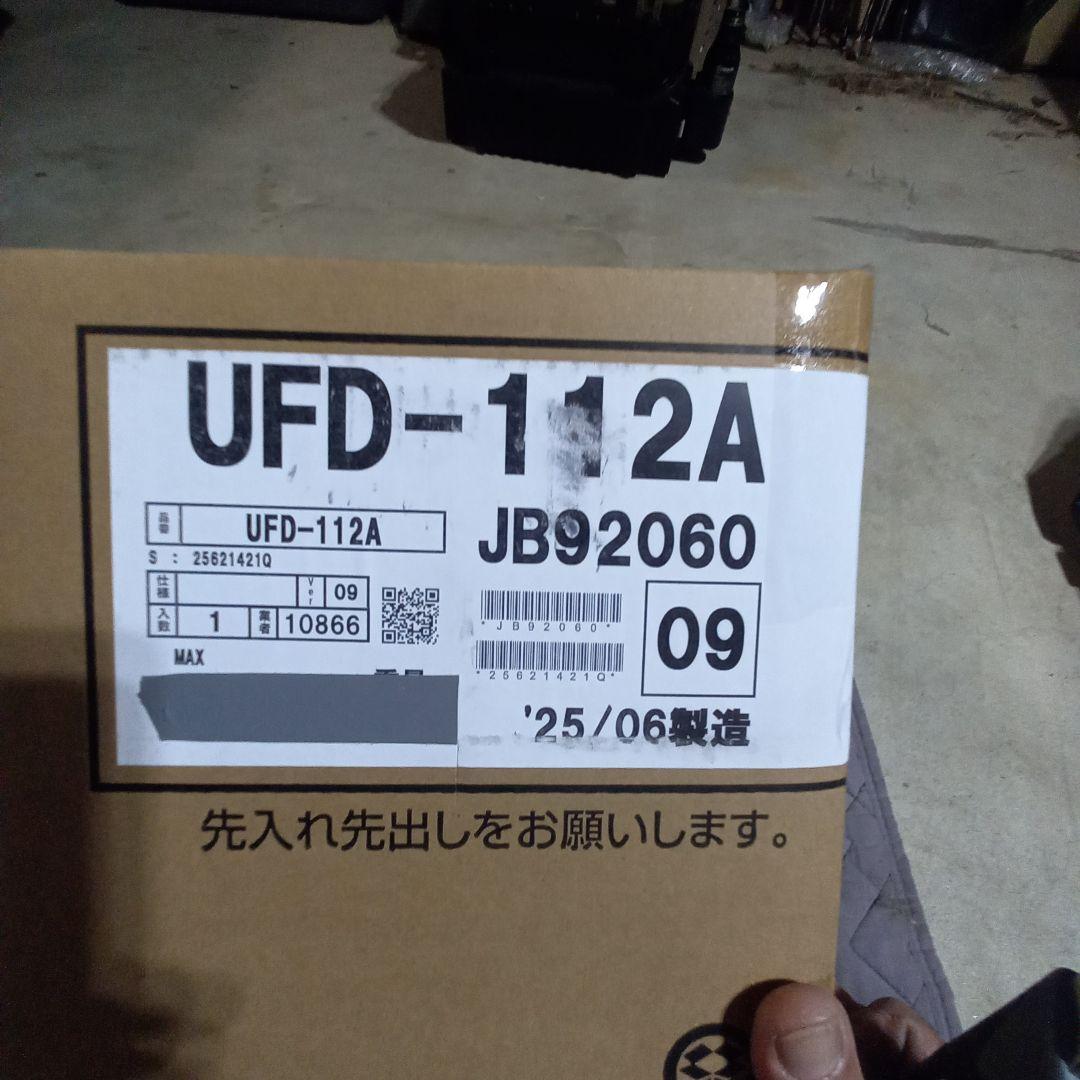 UFD-112A
品番 UFD-112A
JB92060
S : 25621421Q
仕様 Ver 09
入数 1 業者 10866
*JB92060*
09
*25621421Q*
MAX
'25/06製造
先入れ先出しをお願いします。